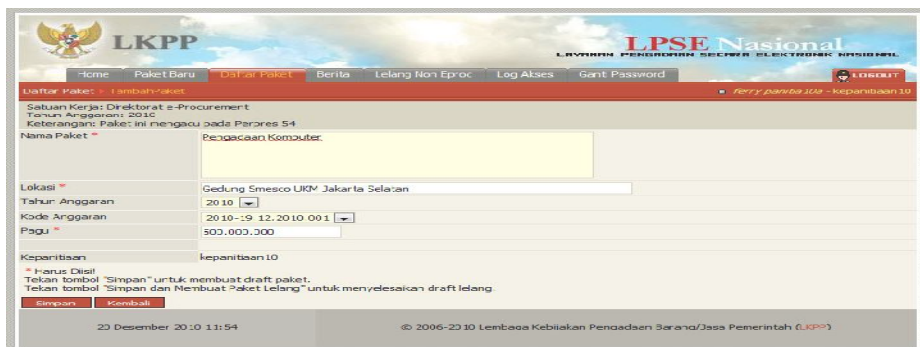 LKPP
LPSE Nasional
LAYANAN PENGADAAN SECARA ELEKTRONIK NASIONAL
Home Paket Baru Daftar Paket Berita Lelang Non Eproc Log Akses Ganti Password LOGOUT
Daftar Paket Tambah-Paket ferry panitia 10a - kepanitiaan 10
Satuan Kerja: Direktorat e-Procurement
Tahun Anggaran: 2010
Keterangan: Paket ini mengacu pada Perpres 54
Nama Paket * Pengadaan Komputer
Lokasi * Gedung Smesco UKM Jakarta Selatan
Tahun Anggaran 2010
Kode Anggaran 2010-19-12.2010.001
Pagu * 500.000.000
Kepanitiaan kepanitiaan10
* Harus Diisi!
Tekan tombol "Simpan" untuk membuat draft paket.
Tekan tombol "Simpan dan Membuat Paket Lelang" untuk menyelesaikan draft lelang.
Simpan Kembali
20 Desember 2010 11:54 © 2006-2010 Lembaga Kebijakan Pengadaan Barang/Jasa Pemerintah (LKPP)